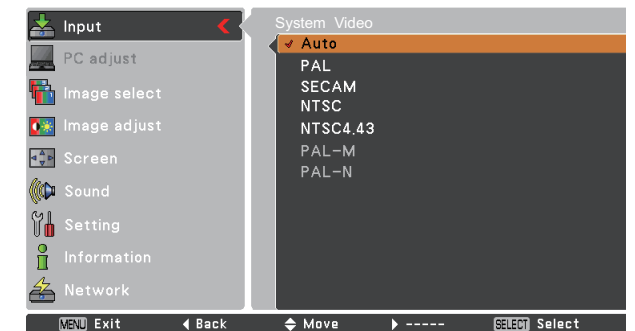 Input
PC adjust
Image select
Image adjust
Screen
Sound
Setting
Information
Network
System Video
Auto
PAL
SECAM
NTSC
NTSC4.43
PAL-M
PAL-N
MENU Exit Back Move ----- SELECT Select